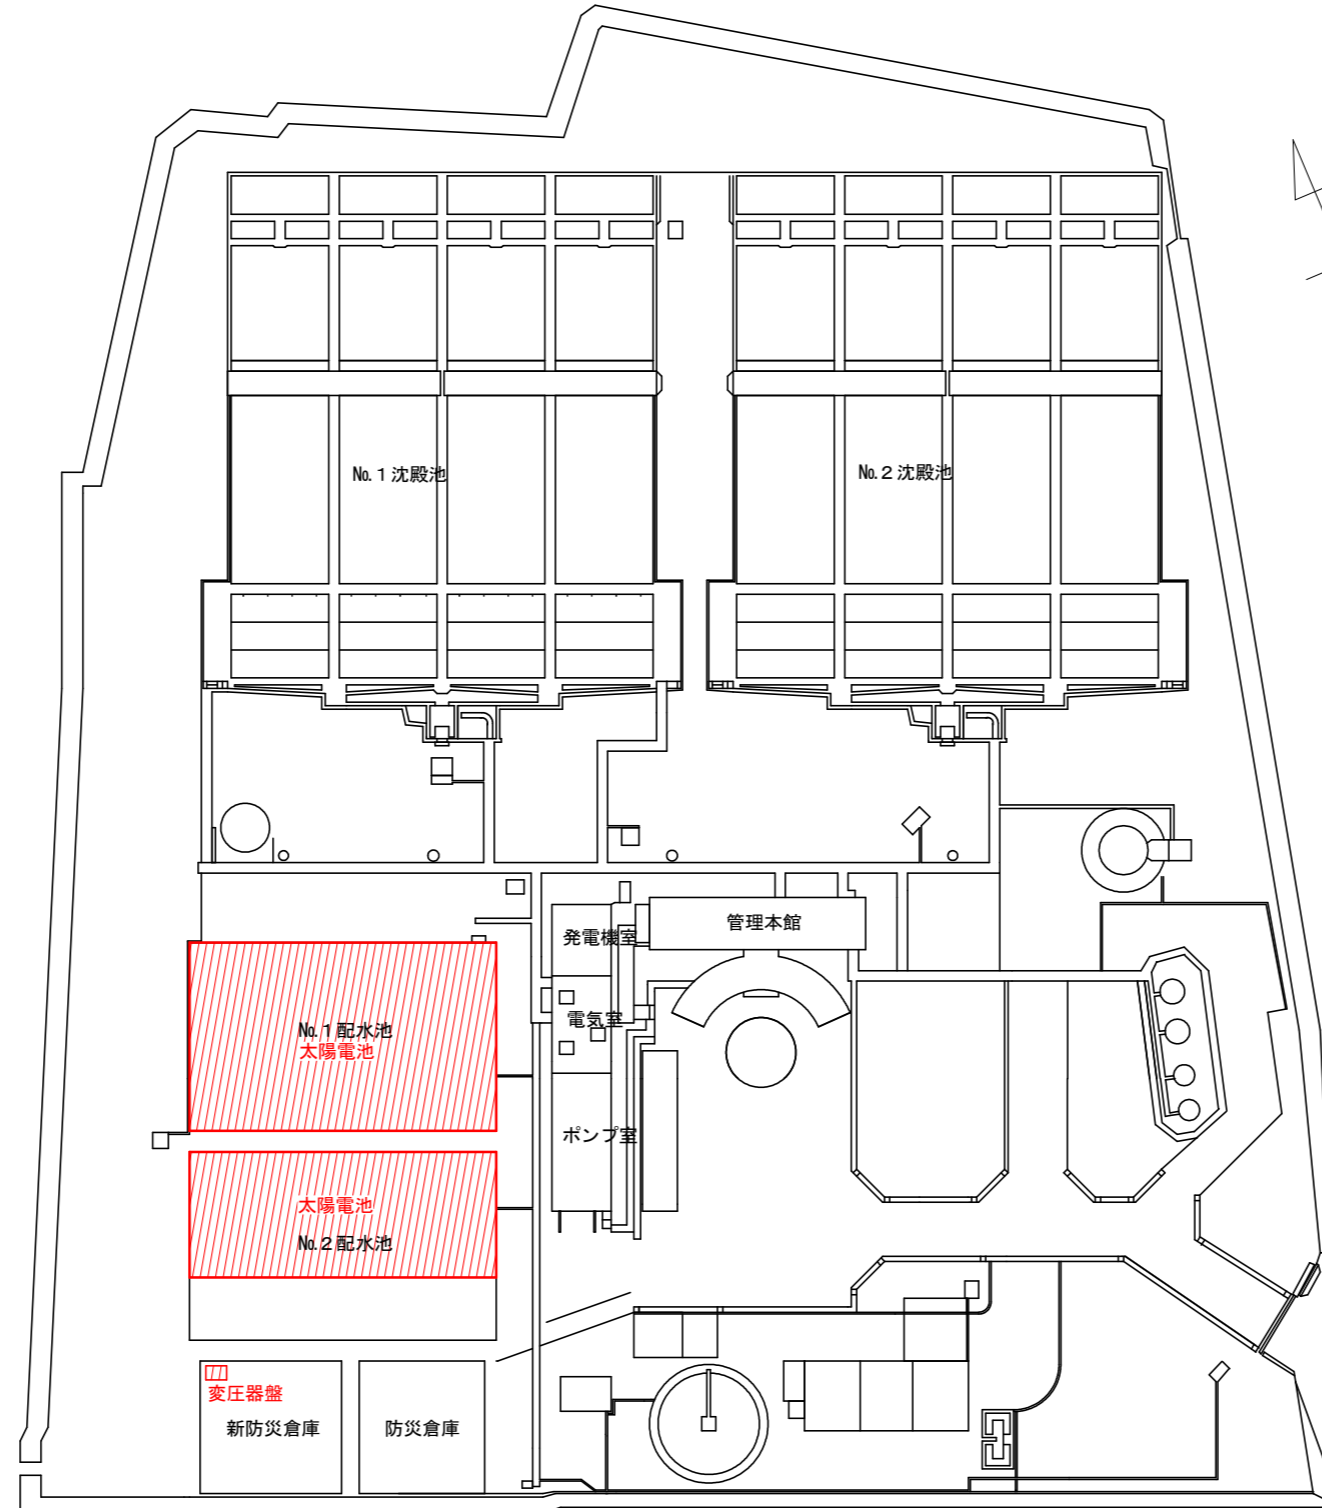 №.1沈殿池
№.2沈殿池
管理本館
発電機室
電気室
№.1配水池
太陽電池
ポンプ室
太陽電池
№.2配水池
変圧器盤
新防災倉庫
防災倉庫